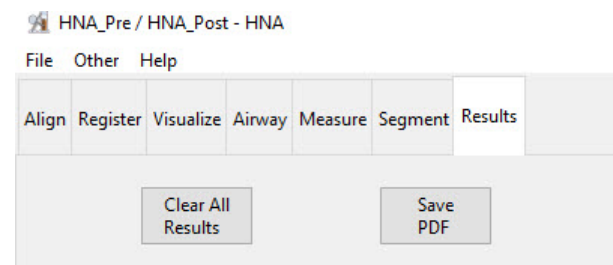 HNA_Pre / HNA_Post - HNA
File Other Help
Align Register Visualize Airway Measure Segment Results
Clear All Save
Results PDF